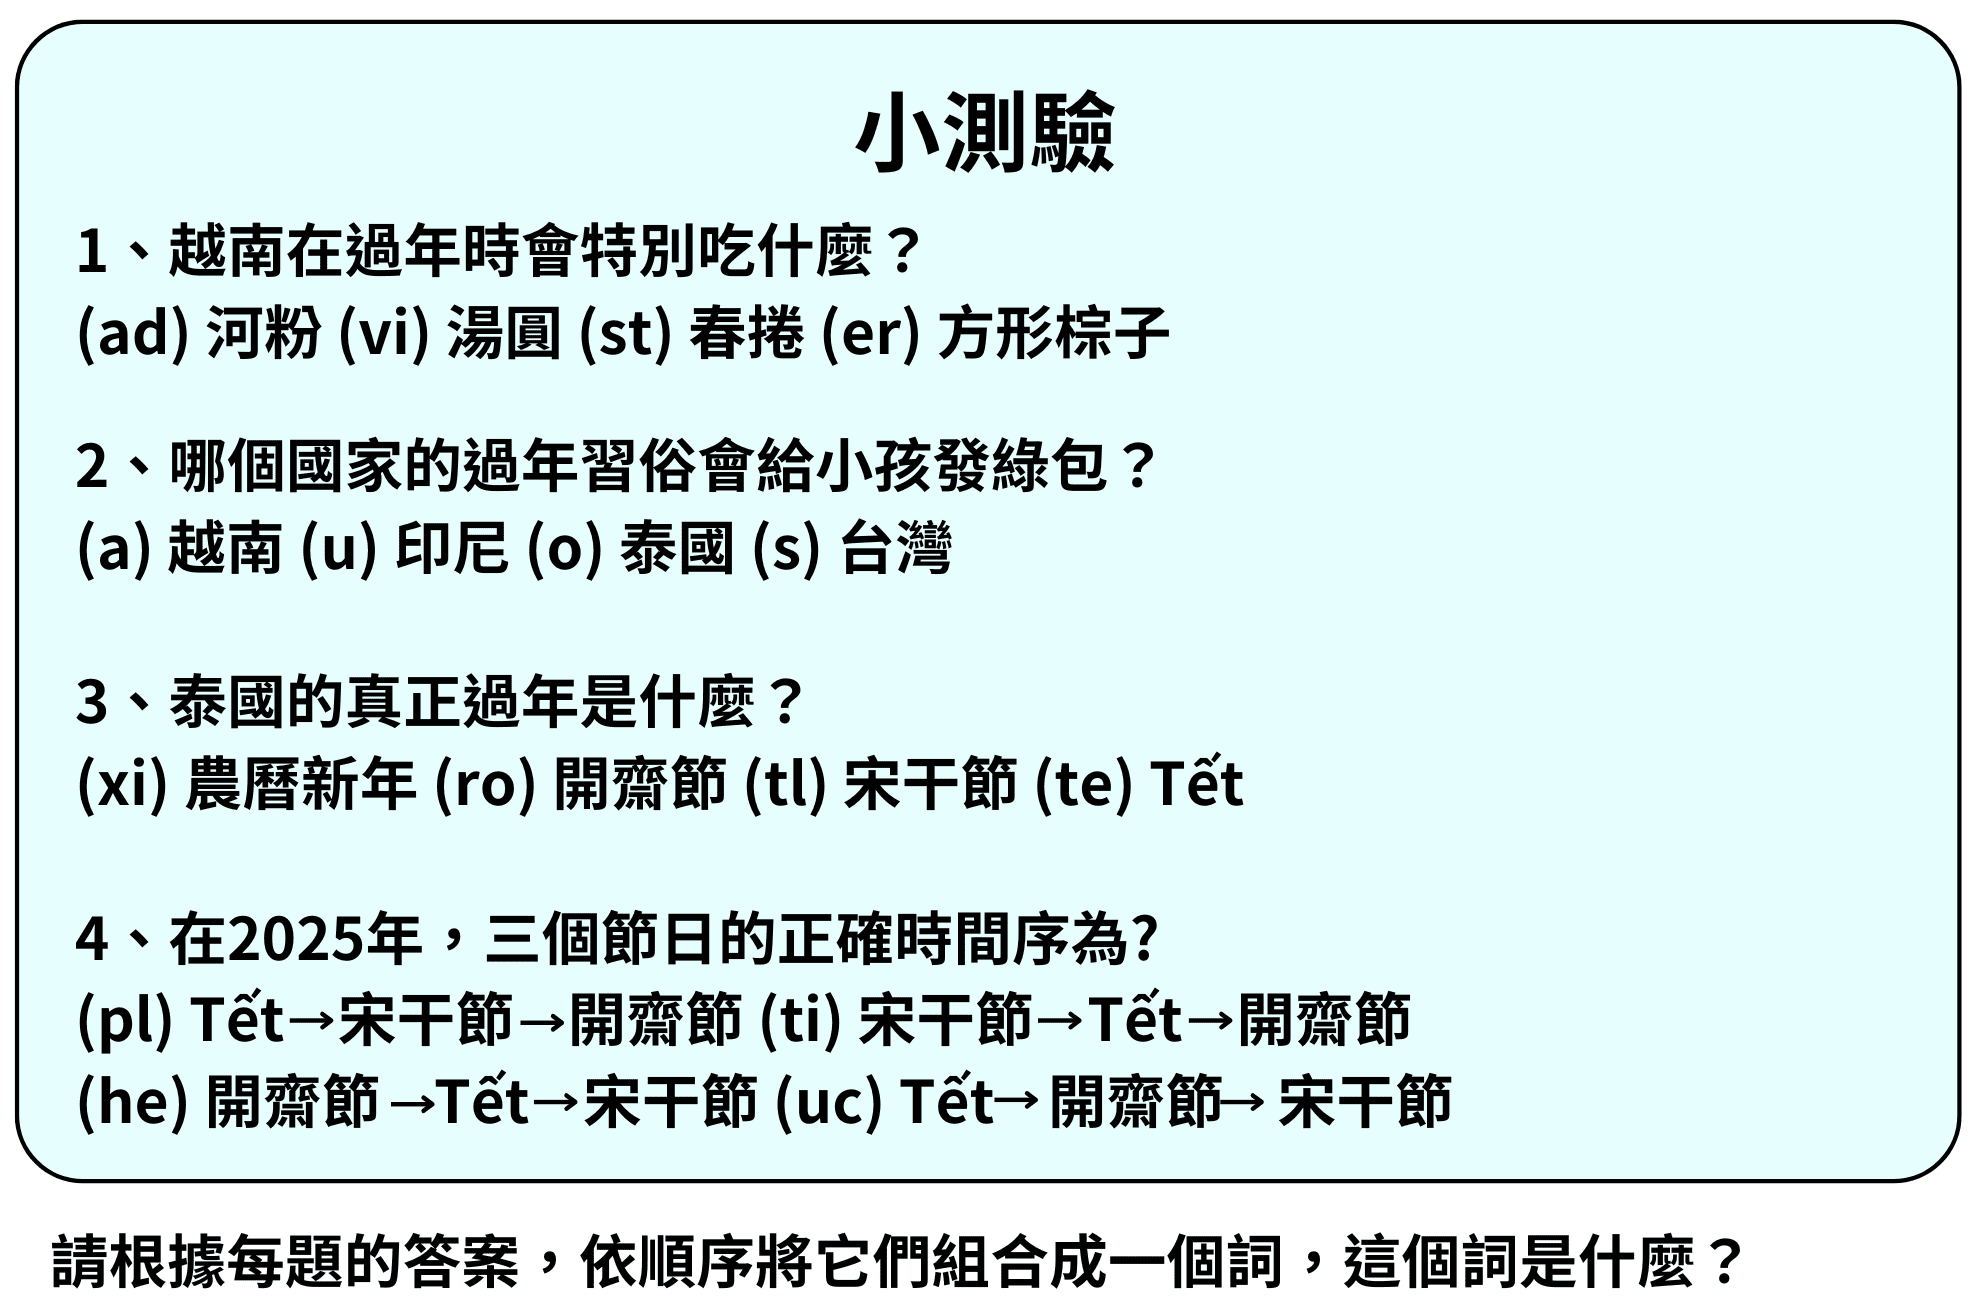 小測驗
1、越南在過年時會特別吃什麼？
(ad) 河粉 (vi) 湯圓 (st) 春捲 (er) 方形粽子
2、哪個國家的過年習俗會給小孩發綠包？
(a) 越南 (u) 印尼 (o) 泰國 (s) 台灣
3、泰國的真正過年是什麼？
(xi) 農曆新年 (ro) 開齋節 (tl) 宋干節 (te) Tết
4、在2025年，三個節日的正確時間序為?
(pl) Tết→宋干節→開齋節 (ti) 宋干節→Tết→開齋節
(he) 開齋節→Tết→宋干節 (uc) Tết→ 開齋節→ 宋干節
請根據每題的答案，依順序將它們組合成一個詞，這個詞是什麼？